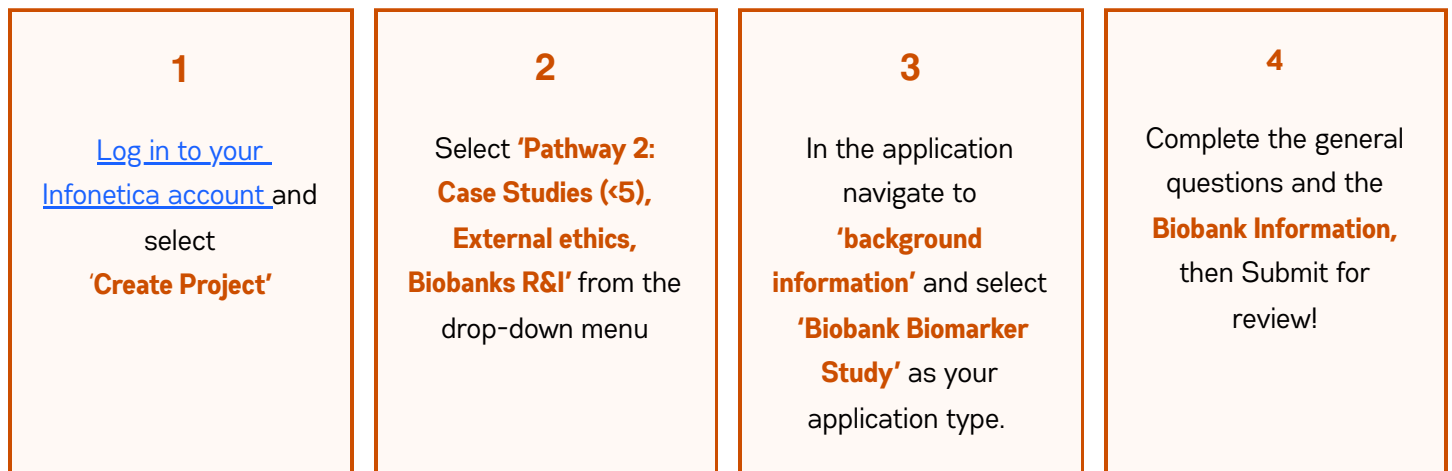 1
Log in to your
Infonetica account and
select
‘Create Project’
2
Select ‘Pathway 2:
Case Studies (<5),
External ethics,
Biobanks R&I’ from the
drop-down menu
3
In the application
navigate to
‘background
information’ and select
‘Biobank Biomarker
Study’ as your
application type.
4
Complete the general
questions and the
Biobank Information,
then Submit for
review!